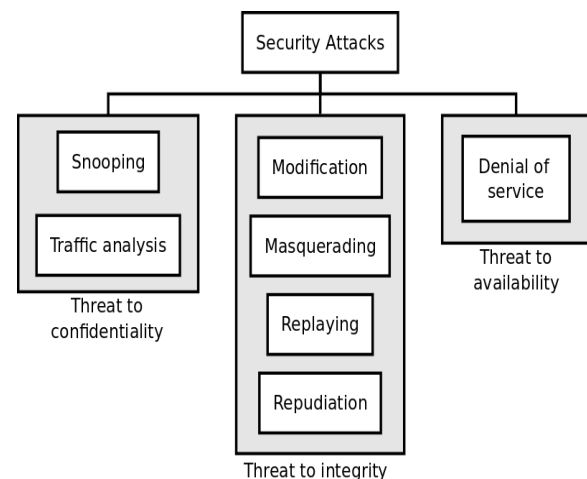 Security Attacks
Snooping
Traffic analysis
Threat to
confidentiality
Modification
Masquerading
Replaying
Repudiation
Threat to integrity
Denial of
service
Threat to
availability